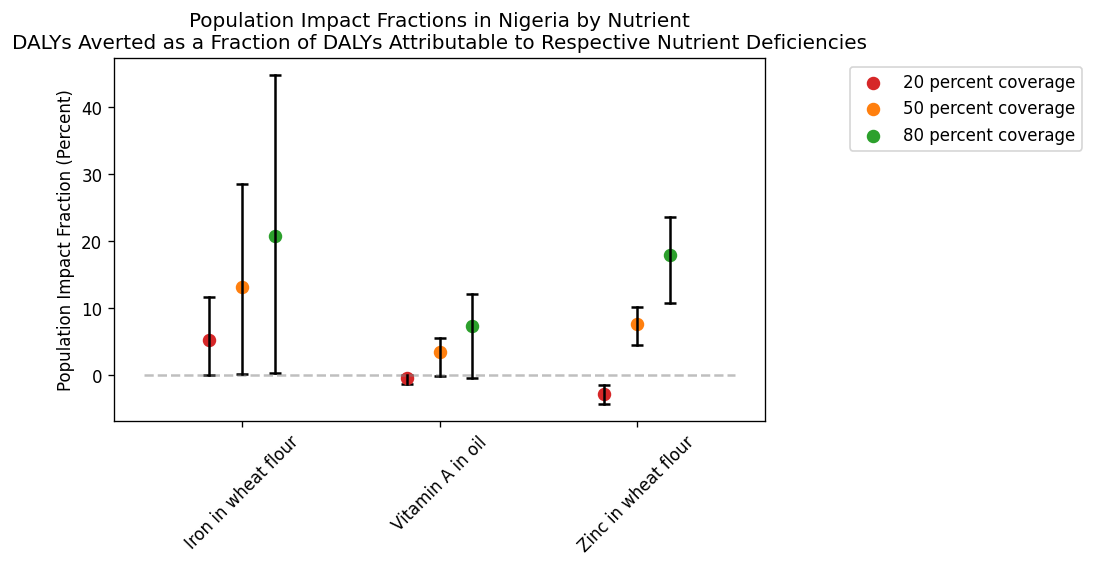 Population Impact Fractions in Nigeria by Nutrient
DALYs Averted as a Fraction of DALYs Attributable to Respective Nutrient Deficiencies
20 percent coverage
50 percent coverage
80 percent coverage
Population Impact Fraction (Percent)
40
30
20
10
0
Iron in wheat flour
Vitamin A in oil
Zinc in wheat flour